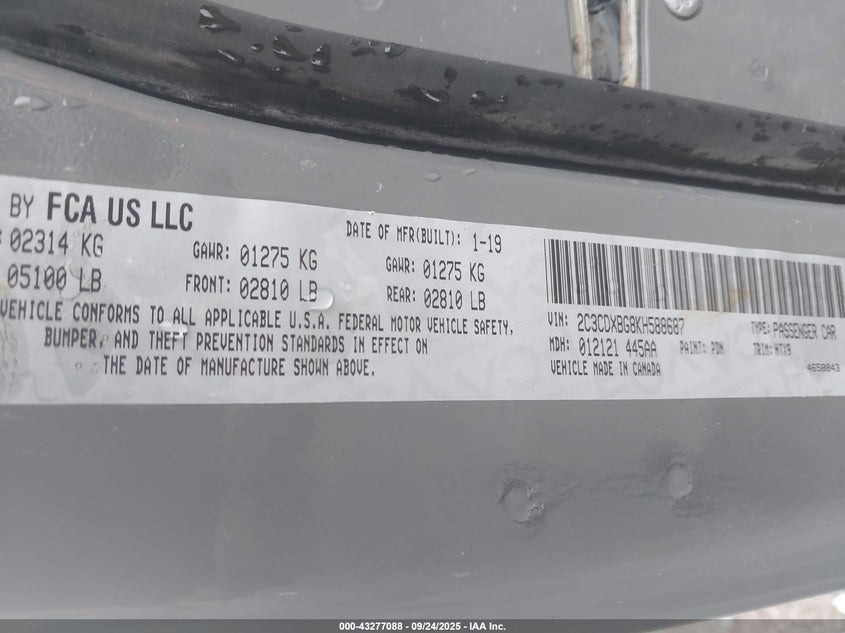 BY FCA US LLC
02314 KG
05100 LB
GAWR: 01275 KG
FRONT: 02810 LB
DATE OF MFR(BUILT): 1-19
GAWR: 01275 KG
REAR: 02810 LB
VEHICLE CONFORMS TO ALL APPLICABLE U.S.A. FEDERAL MOTOR VEHICLE SAFETY,
BUMPER, AND THEFT PREVENTION STANDARDS IN EFFECT ON
THE DATE OF MANUFACTURE SHOWN ABOVE.
VIN: 2C3CDXBG8KH588687
TYPE: PASSENGER CAR
MDH: 012121 445AA
PAINT: PDN
TRIM: HTX9
VEHICLE MADE IN CANADA
4658843
000-43277088 - 09/24/2025 - IAA Inc.